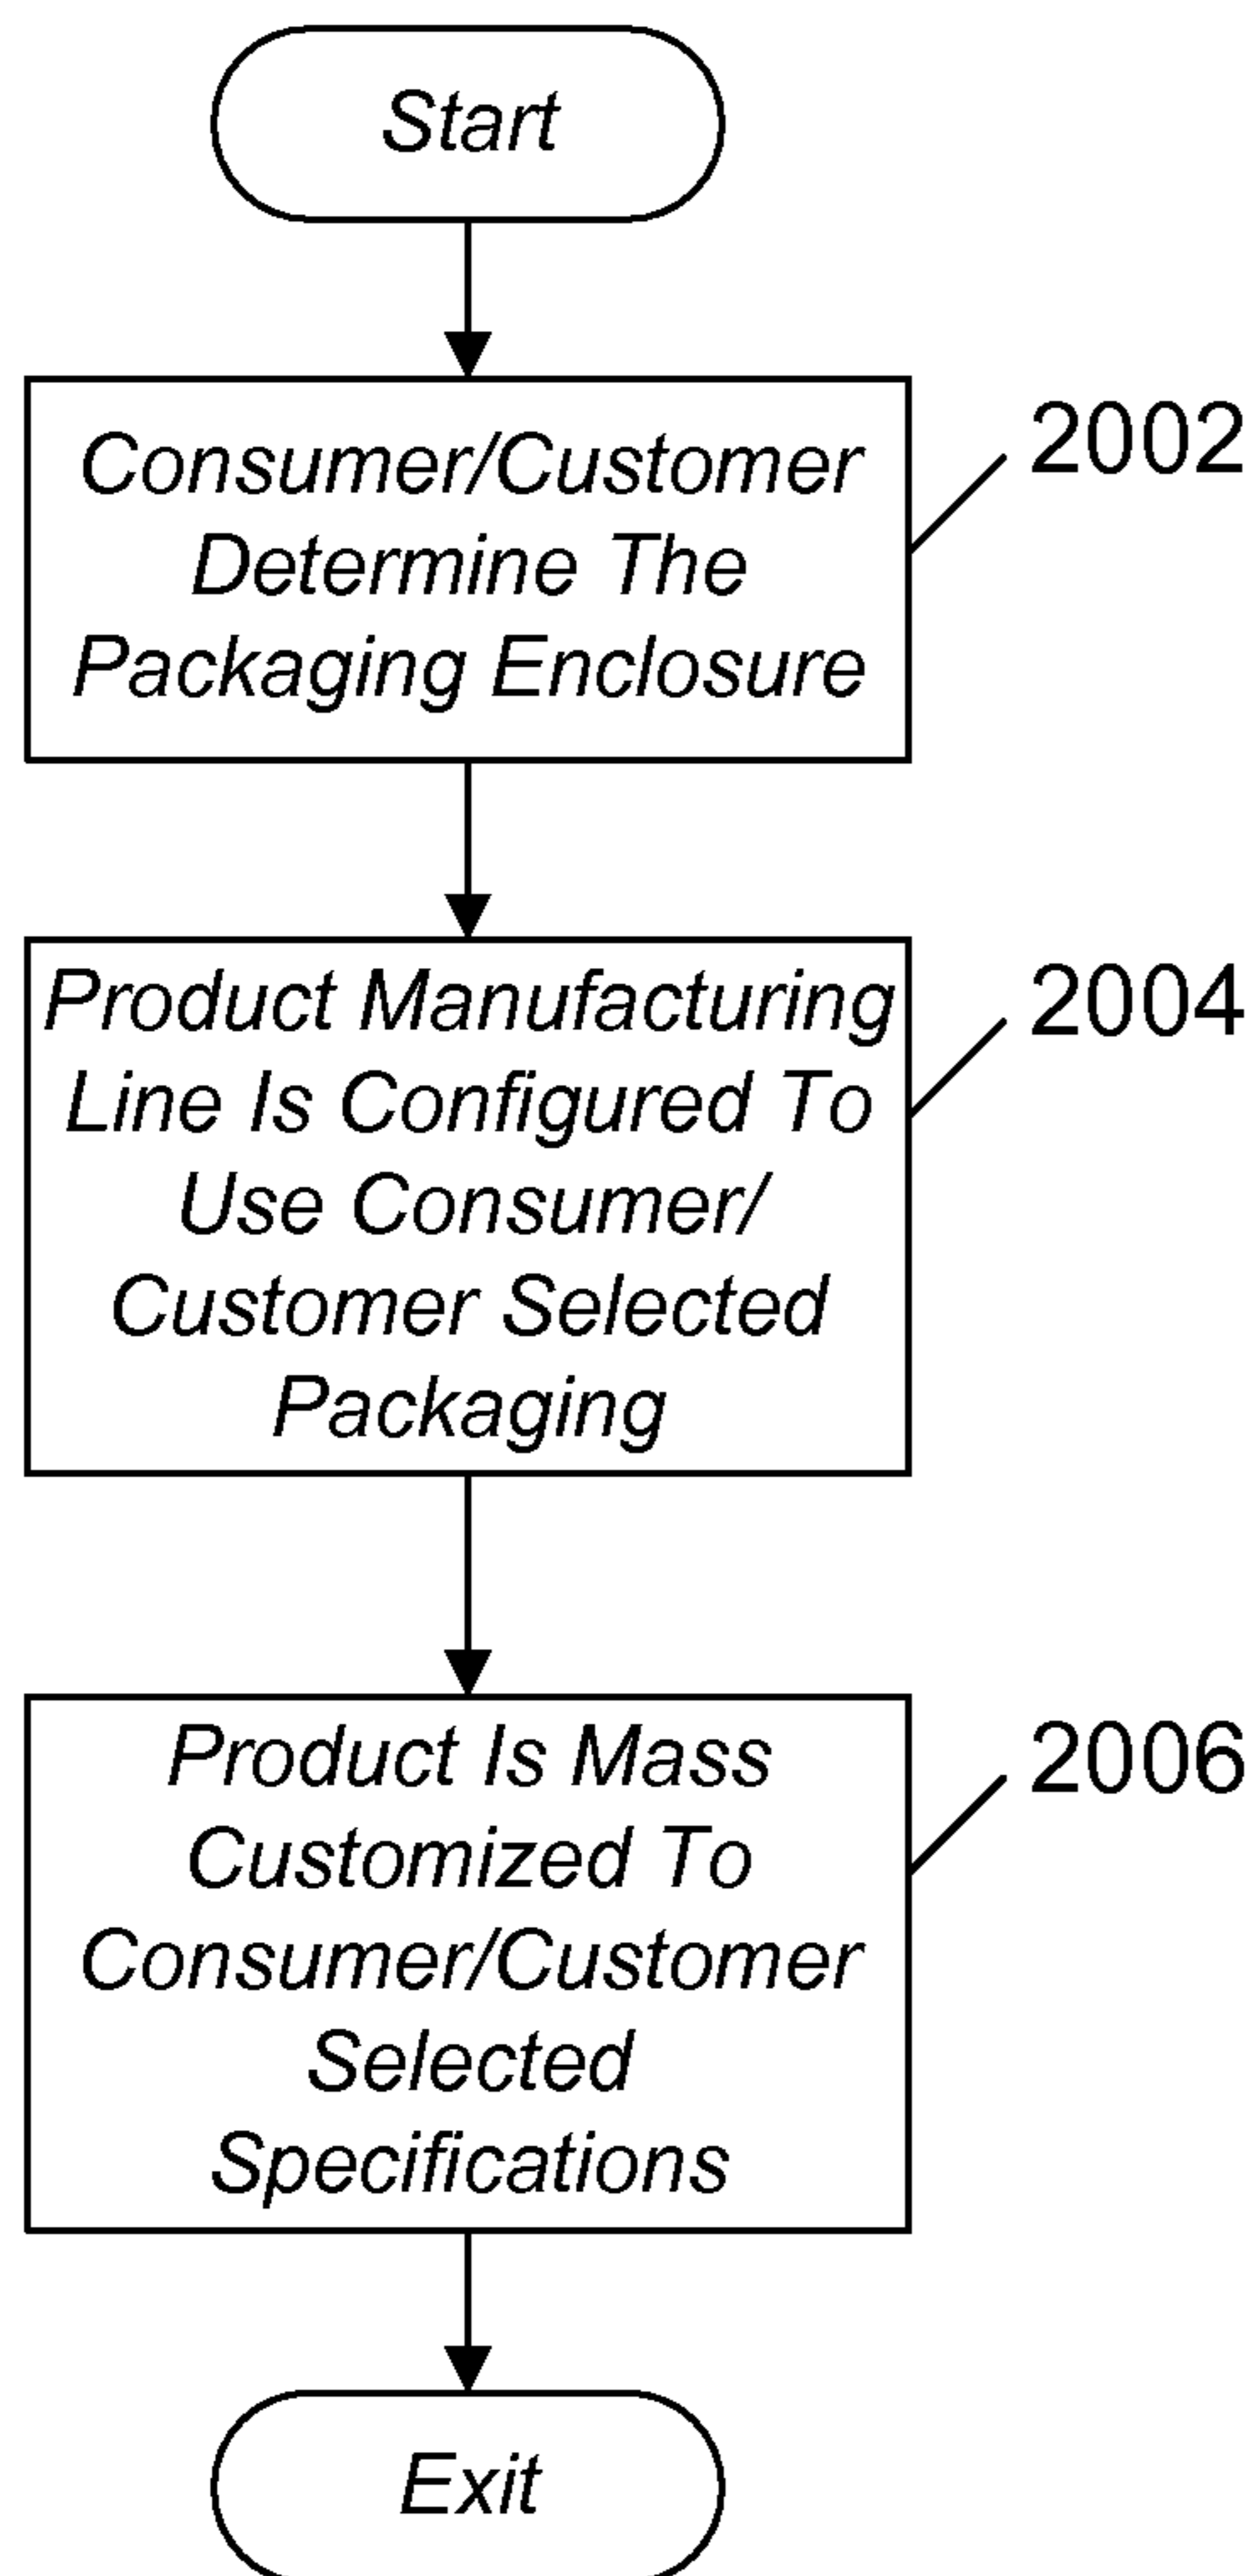 Start
Consumer/Customer
Determine The
Packaging Enclosure
2002
Product Manufacturing
Line Is Configured To
Use Consumer/
Customer Selected
Packaging
2004
Product Is Mass
Customized To
Consumer/Customer
Selected
Specifications
2006
Exit